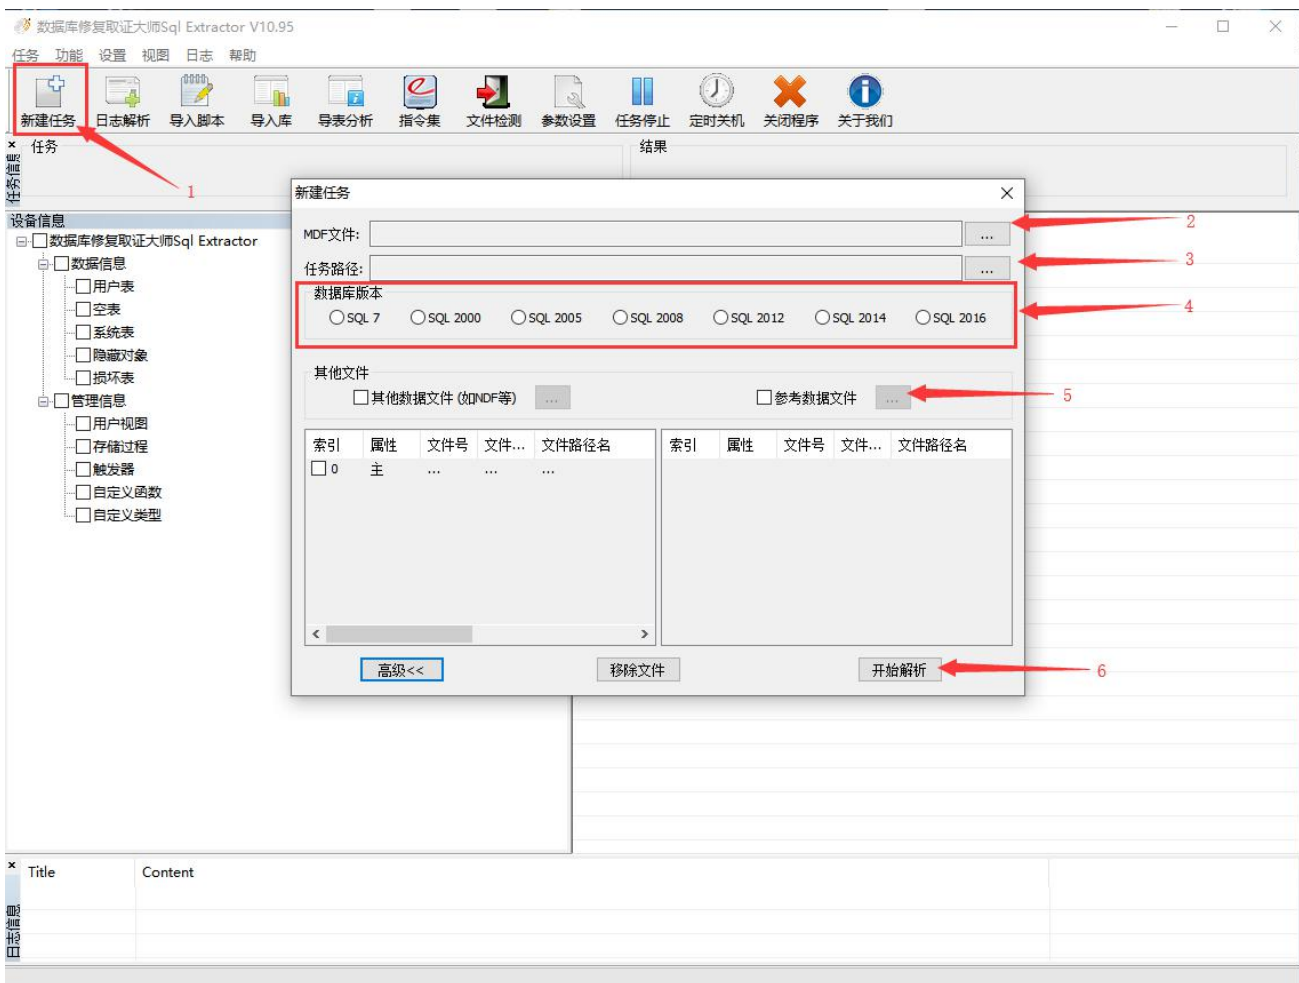 数据库修复取证大师Sql Extractor V10.95
任务 功能 设置 视图 日志 帮助
新建任务 日志解析 导入脚本 导入库 导表分析 指令集 文件检测 参数设置 任务停止 定时关机 关闭程序 关于我们
任务信息
任务
结果
1
设备信息
数据库修复取证大师Sql Extractor
数据信息
用户表
空表
系统表
隐藏对象
损坏表
管理信息
用户视图
存储过程
触发器
自定义函数
自定义类型
新建任务
MDF文件: ...
2
任务路径: ...
3
数据库版本
SQL 7 SQL 2000 SQL 2005 SQL 2008 SQL 2012 SQL 2014 SQL 2016
4
其他文件
其他数据文件 (如NDF等) ... 参考数据文件 ...
5
索引 属性 文件号 文件... 文件路径名 索引 属性 文件号 文件... 文件路径名
0 主 ... ... ...
高级<< 移除文件 开始解析
6
Title Content
日志信息